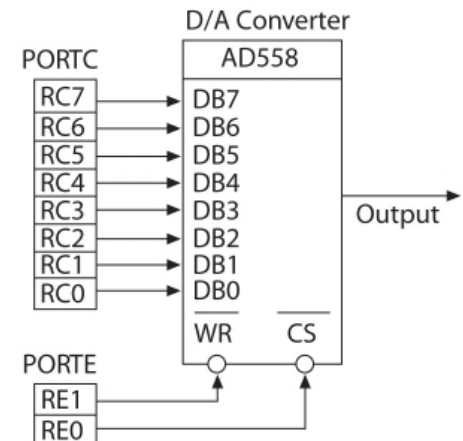 D/A Converter
PORTC
AD558
RC7
DB7
RC6
DB6
RC5
DB5
RC4
DB4
RC3
DB3
RC2
DB2
RC1
DB1
RC0
DB0
Output
WR
CS
PORTE
RE1
RE0